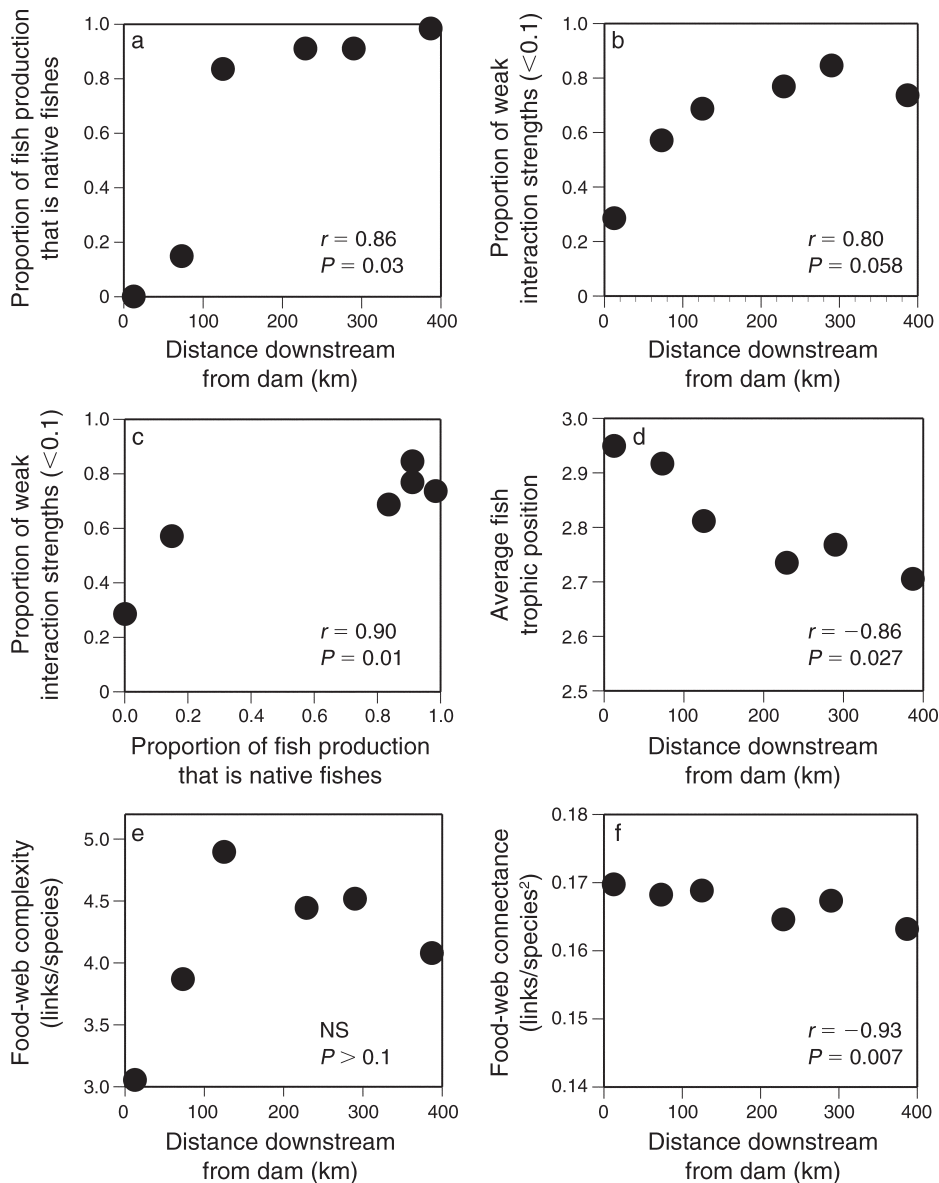 a
Proportion of fish production
that is native fishes
1.0
0.8
0.6
0.4
0.2
0
r = 0.86
P = 0.03
0 100 200 300 400
Distance downstream
from dam (km)
b
Proportion of weak
interaction strengths (<0.1)
1.0
0.8
0.6
0.4
0.2
0
r = 0.80
P = 0.058
0 100 200 300 400
Distance downstream
from dam (km)
c
Proportion of weak
interaction strengths (<0.1)
1.0
0.8
0.6
0.4
0.2
0
r = 0.90
P = 0.01
0.0 0.2 0.4 0.6 0.8 1.0
Proportion of fish production
that is native fishes
d
Average fish
trophic position
3.0
2.9
2.8
2.7
2.6
2.5
r = −0.86
P = 0.027
0 100 200 300 400
Distance downstream
from dam (km)
e
Food-web complexity
(links/species)
5.0
4.5
4.0
3.5
3.0
NS
P > 0.1
0 100 200 300 400
Distance downstream
from dam (km)
f
Food-web connectance
(links/species²)
0.18
0.17
0.16
0.15
0.14
r = −0.93
P = 0.007
0 100 200 300 400
Distance downstream
from dam (km)